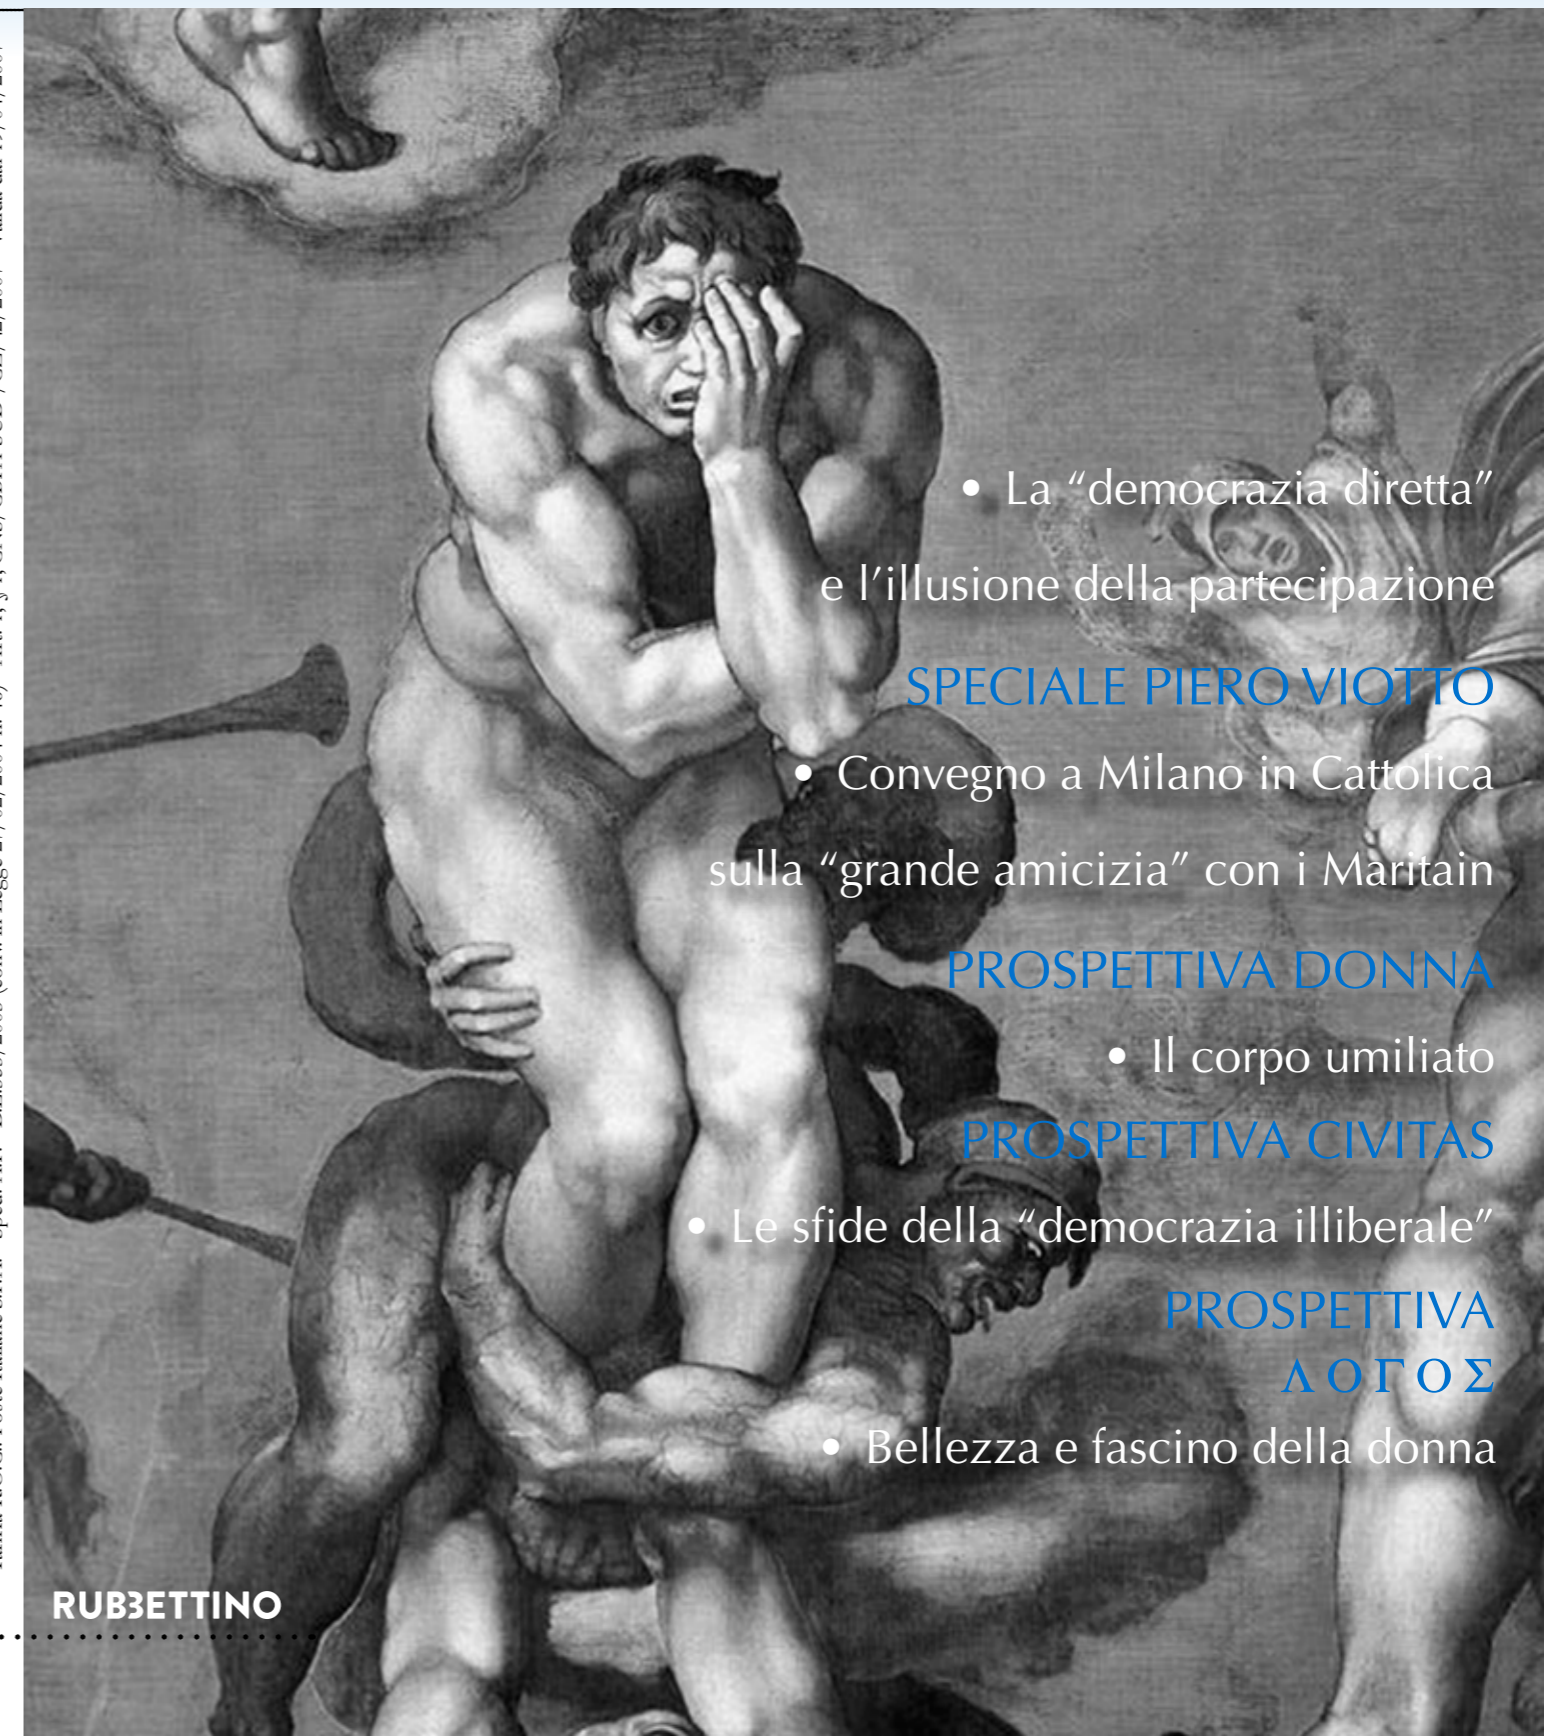 • La “democrazia diretta”
e l’illusione della partecipazione
SPECIALE PIERO VIOTTO
• Convegno a Milano in Cattolica
sulla “grande amicizia” con i Maritain
PROSPETTIVA DONNA
• Il corpo umiliato
PROSPETTIVA CIVITAS
• Le sfide della “democrazia illiberale”
PROSPETTIVA
ΛΟΓΟΣ
• Bellezza e fascino della donna
RUBBETTINO